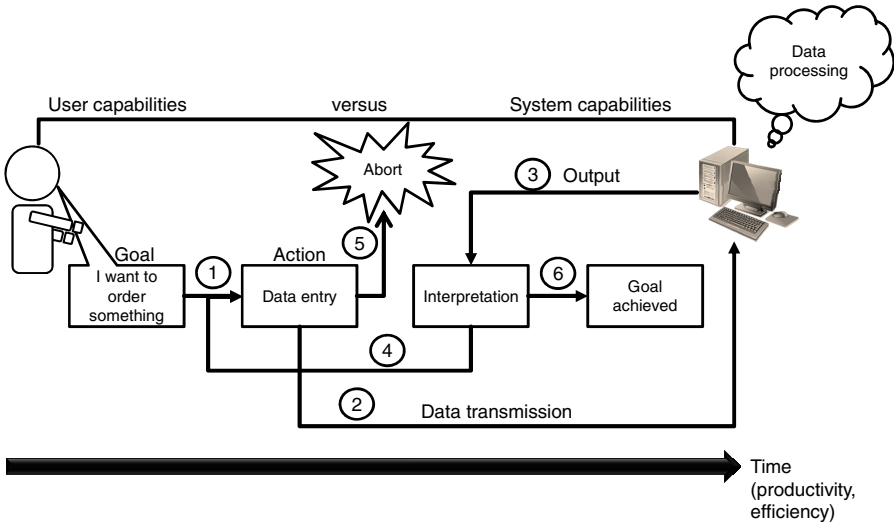 Data
processing
User capabilities versus System capabilities
Abort
3 Output
5
Goal
1
Action
6
I want to
order
something
Data entry
Interpretation
Goal
achieved
4
2 Data transmission
Time
(productivity,
efficiency)